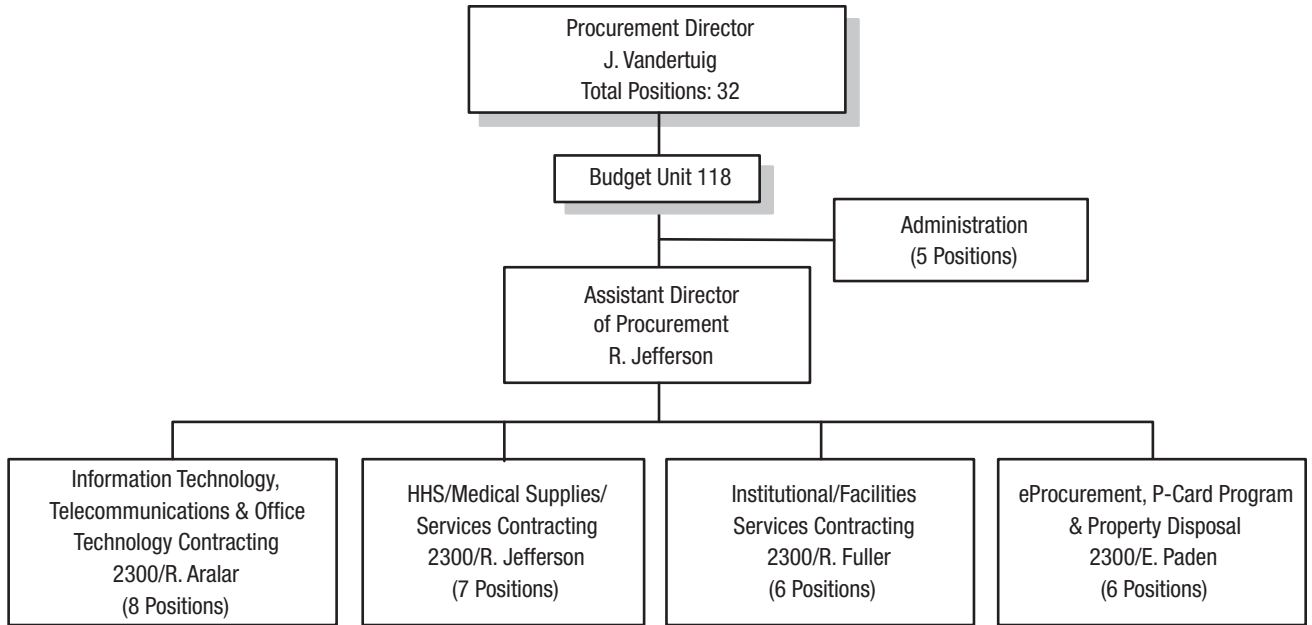 Procurement Director
J. Vandertuig
Total Positions: 32
Budget Unit 118
Administration
(5 Positions)
Assistant Director
of Procurement
R. Jefferson
Information Technology,
Telecommunications & Office
Technology Contracting
2300/R. Aralar
(8 Positions)
HHS/Medical Supplies/
Services Contracting
2300/R. Jefferson
(7 Positions)
Institutional/Facilities
Services Contracting
2300/R. Fuller
(6 Positions)
eProcurement, P-Card Program
& Property Disposal
2300/E. Paden
(6 Positions)